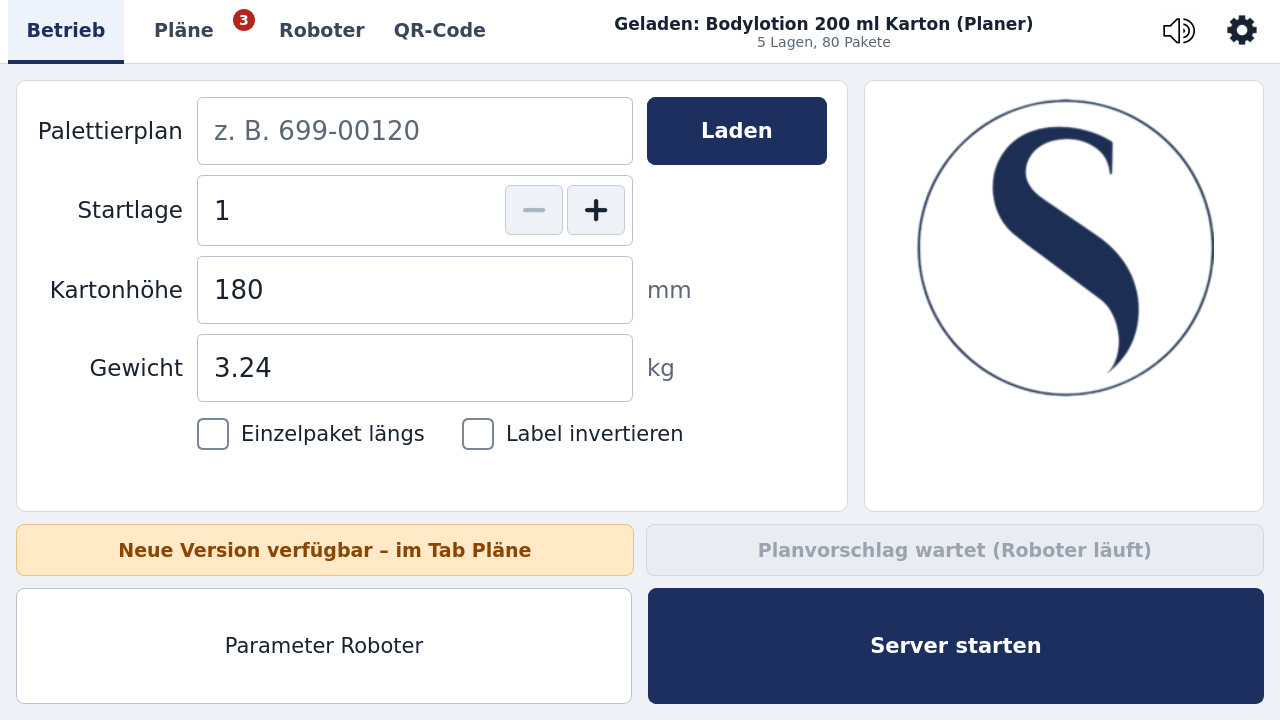 Betrieb
Pläne
3
Roboter
QR-Code
Geladen: Bodylotion 200 ml Karton (Planer)
5 Lagen, 80 Pakete
Palettierplan
z. B. 699-00120
Laden
Startlage
1
Kartonhöhe
180
mm
Gewicht
3.24
kg
Einzelpaket längs
Label invertieren
Neue Version verfügbar – im Tab Pläne
Planvorschlag wartet (Roboter läuft)
Parameter Roboter
Server starten